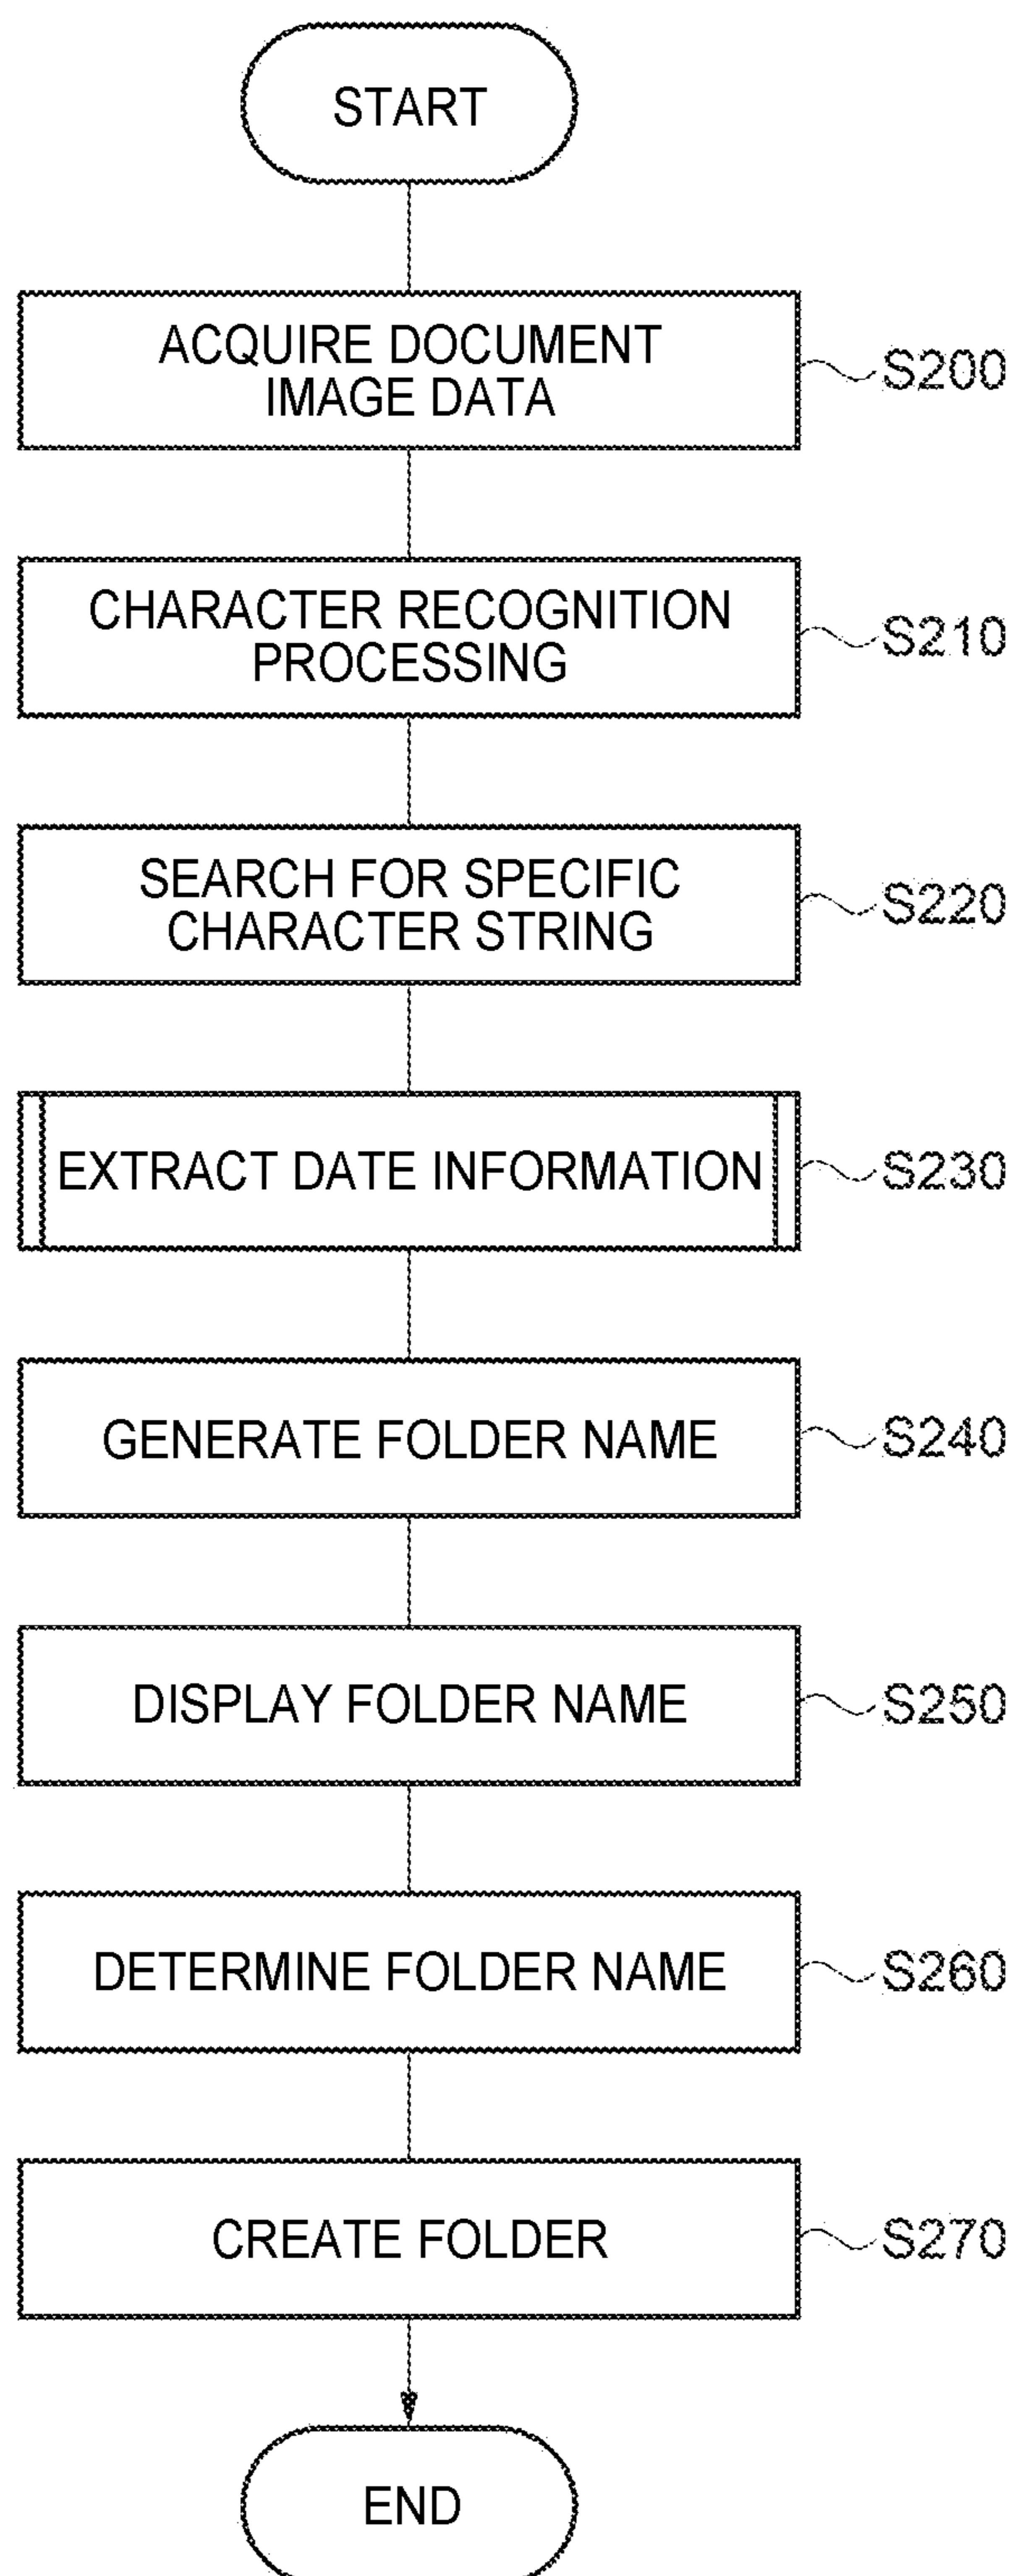 START
ACQUIRE DOCUMENT
IMAGE DATA
S200
CHARACTER RECOGNITION
PROCESSING
S210
SEARCH FOR SPECIFIC
CHARACTER STRING
S220
EXTRACT DATE INFORMATION
S230
GENERATE FOLDER NAME
S240
DISPLAY FOLDER NAME
S250
DETERMINE FOLDER NAME
S260
CREATE FOLDER
S270
END